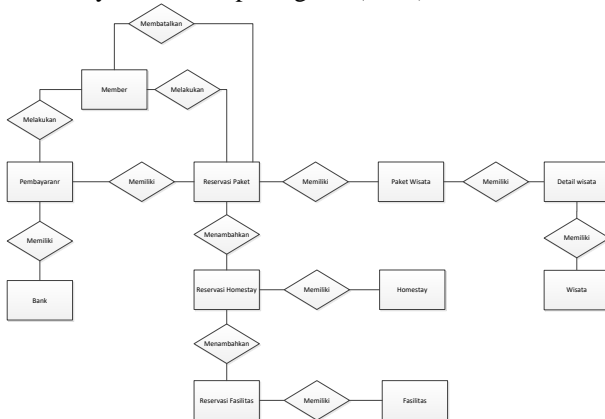 Membatalkan
Member
Melakukan
Melakukan
Pembayaranr
Memiliki
Reservasi Paket
Memiliki
Paket Wisata
Memiliki
Detail wisata
Memiliki
Menambahkan
Memiliki
Bank
Reservasi Homestay
Memiliki
Homestay
Wisata
Menambahkan
Reservasi Fasilitas
Memiliki
Fasilitas